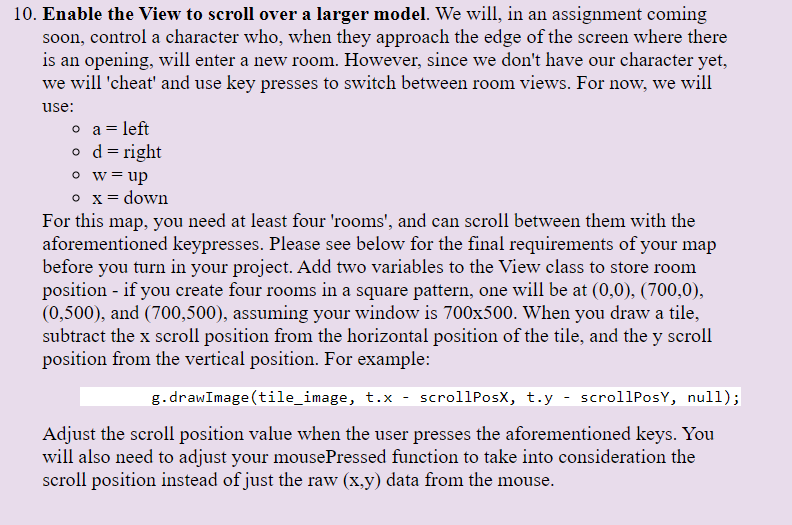 10. Enable the View to scroll over a larger model. We will, in an assignment coming
soon, control a character who, when they approach the edge of the screen where there
is an opening, will enter a new room. However, since we don't have our character yet,
we will 'cheat' and use key presses to switch between room views. For now, we will
use:
○ a = left
○ d = right
○ w = up
○ x = down
For this map, you need at least four 'rooms', and can scroll between them with the
aforementioned keypresses. Please see below for the final requirements of your map
before you turn in your project. Add two variables to the View class to store room
position - if you create four rooms in a square pattern, one will be at (0,0), (700,0),
(0,500), and (700,500), assuming your window is 700x500. When you draw a tile,
subtract the x scroll position from the horizontal position of the tile, and the y scroll
position from the vertical position. For example:
g.drawImage(tile_image, t.x - scrollPosX, t.y - scrollPosY, null);
Adjust the scroll position value when the user presses the aforementioned keys. You
will also need to adjust your mousePressed function to take into consideration the
scroll position instead of just the raw (x,y) data from the mouse.